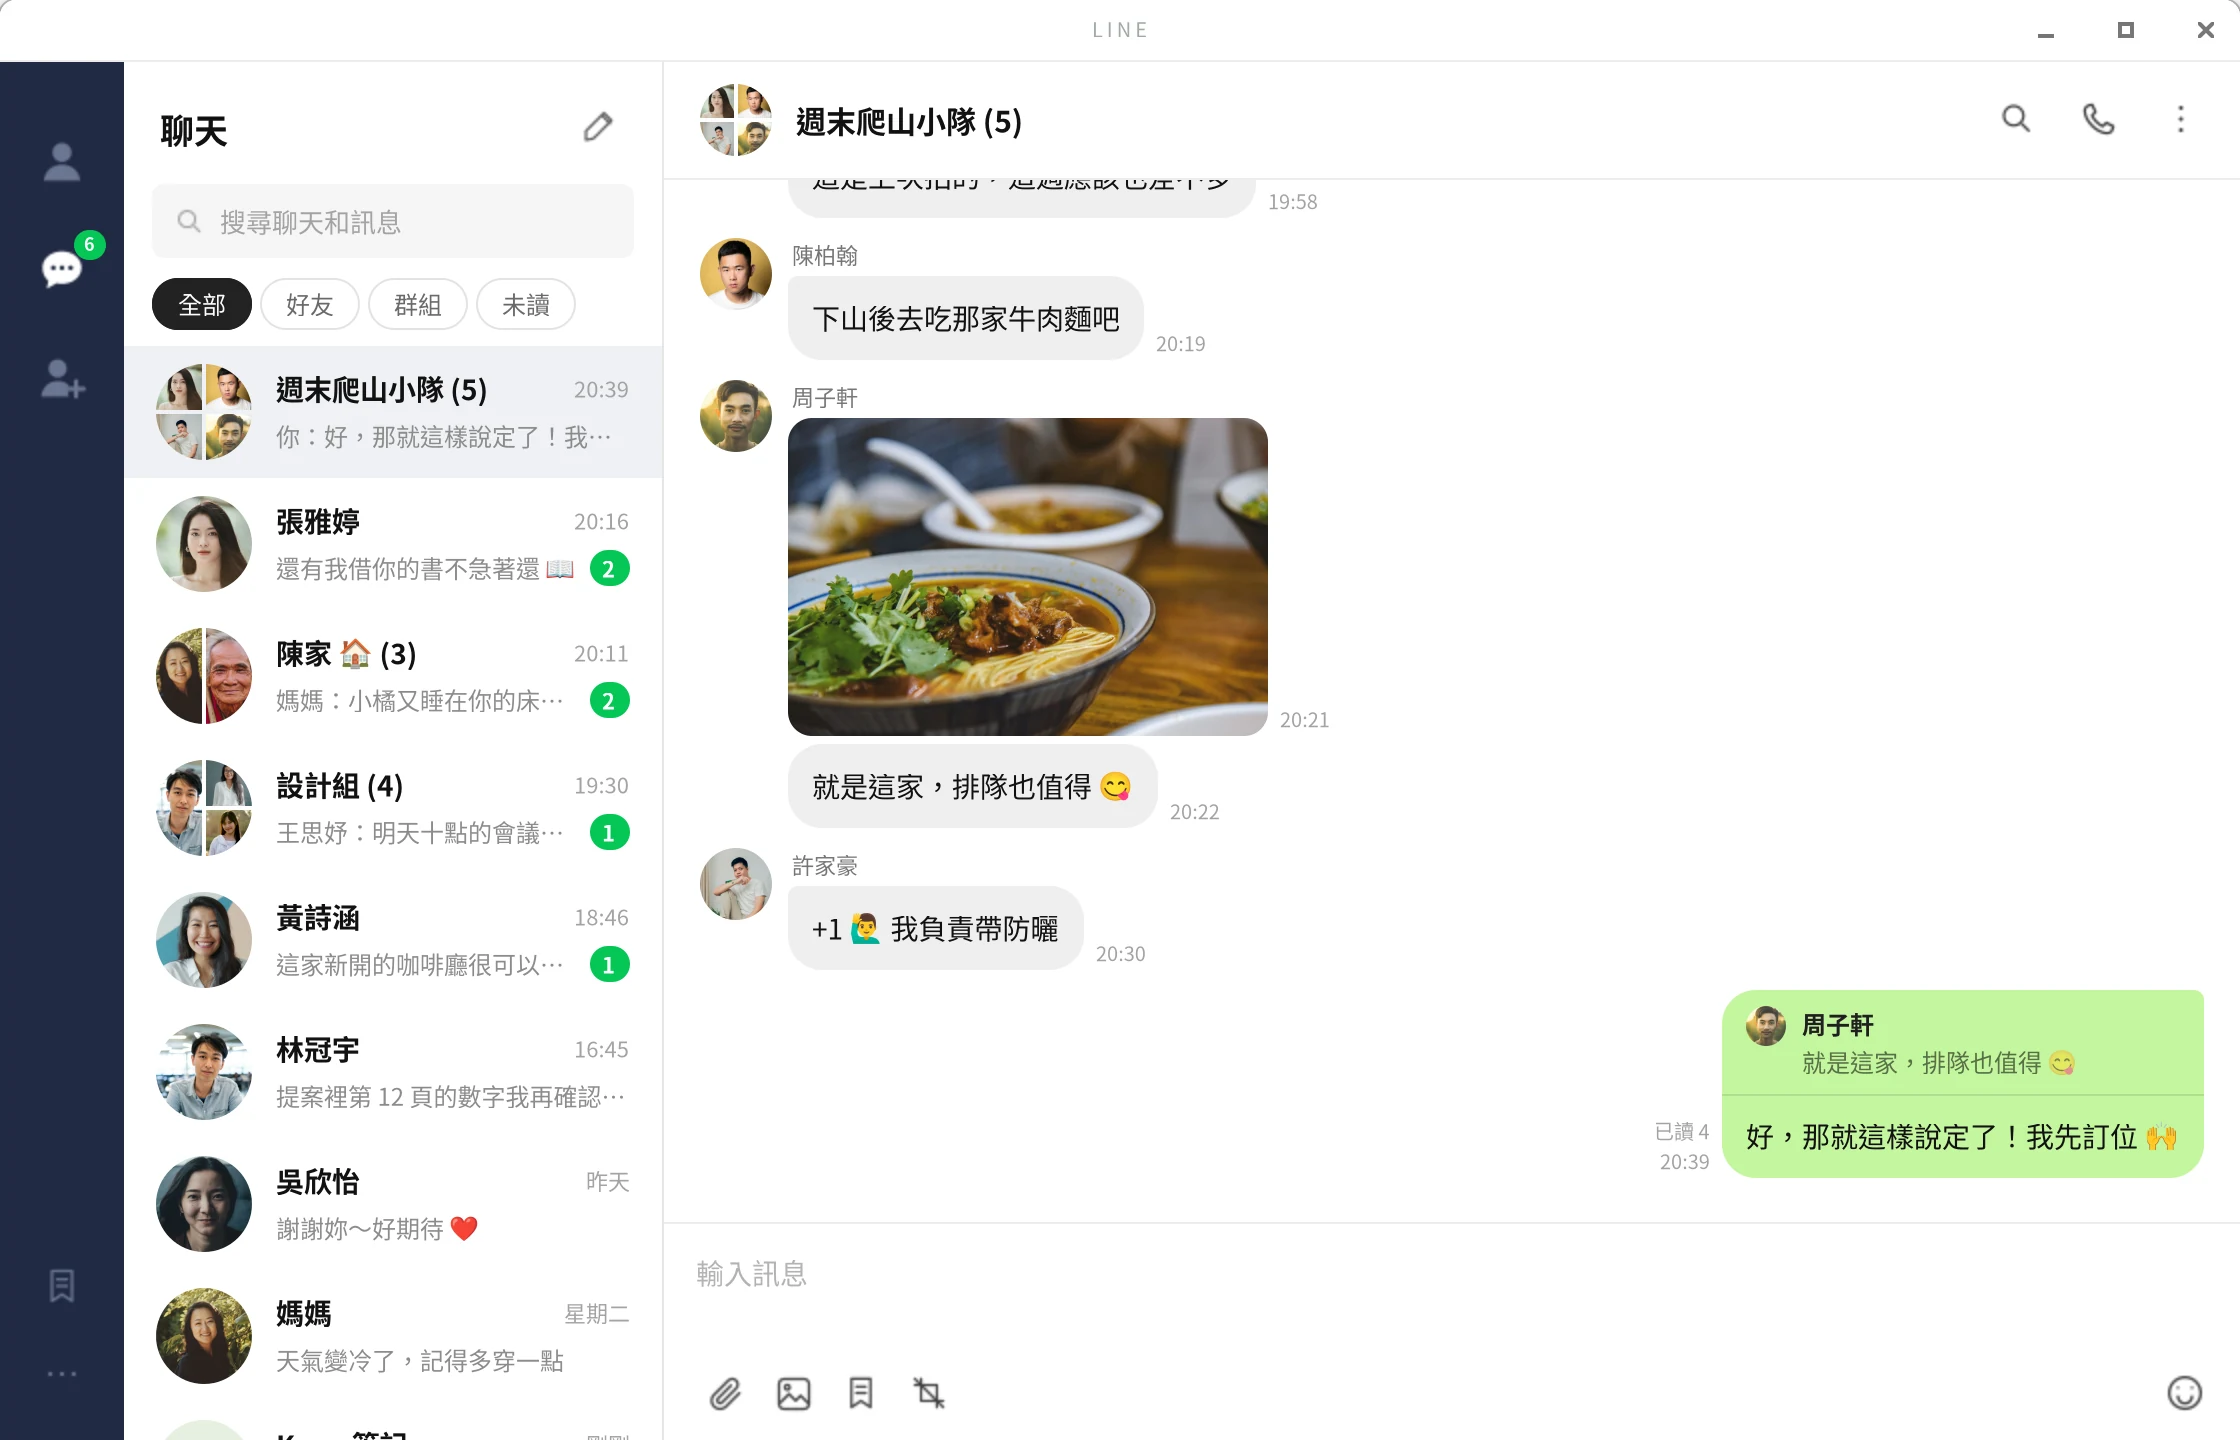 LINE
聊天
6
搜尋聊天和訊息
全部
好友
群組
未讀
週末爬山小隊 (5)
20:39
你：好，那就這樣說定了！我…
張雅婷
20:16
還有我借你的書不急著還 📖
2
陳家 🏠 (3)
20:11
媽媽：小橘又睡在你的床…
2
設計組 (4)
19:30
王思妤：明天十點的會議…
1
黃詩涵
18:46
這家新開的咖啡廳很可以…
1
林冠宇
16:45
提案裡第 12 頁的數字我再確認…
吳欣怡
昨天
謝謝妳～好期待 ❤️
媽媽
星期二
天氣變冷了，記得多穿一點
週末爬山小隊 (5)
19:58
陳柏翰
下山後去吃那家牛肉麵吧
20:19
周子軒
20:21
就是這家，排隊也值得 😋
20:22
許家豪
+1 🙋‍♂️ 我負責帶防曬
20:30
周子軒
就是這家，排隊也值得 😋
好，那就這樣說定了！我先訂位 🙌
已讀 4
20:39
輸入訊息